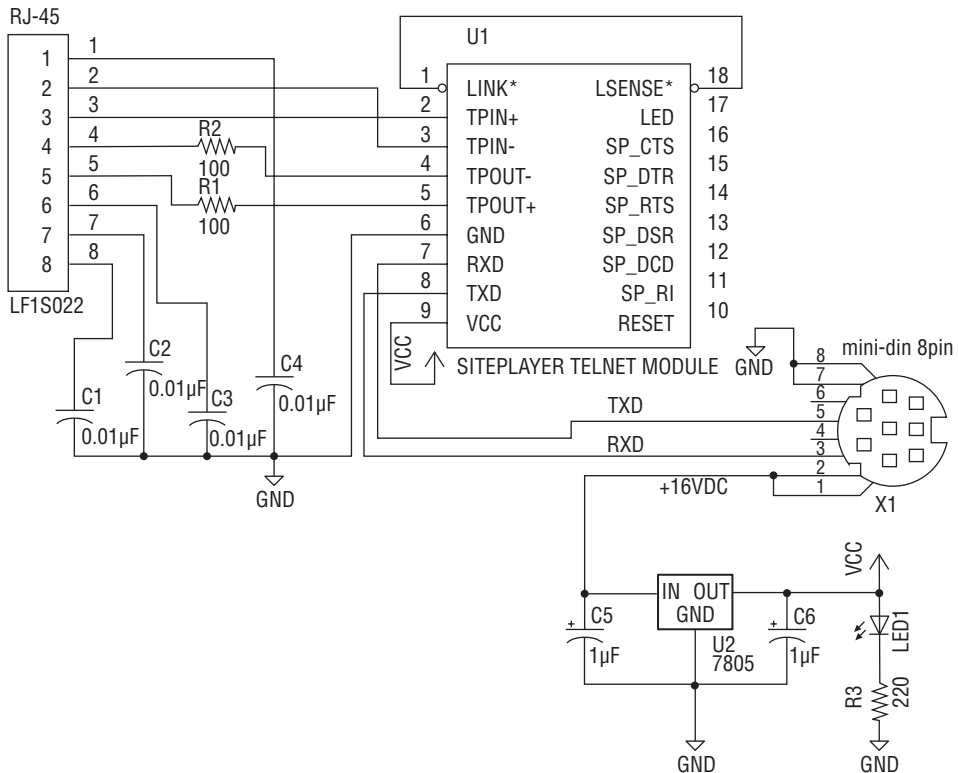 RJ-45
1
2
3
4
5
6
7
8
1
2
3
4
5
6
7
8
LF1S022
R2
100
R1
100
C1
0.01µF
C2
0.01µF
C3
0.01µF
C4
0.01µF
GND
U1
1
2
3
4
5
6
7
8
9
LINK*
TPIN+
TPIN-
TPOUT-
TPOUT+
GND
RXD
TXD
VCC
LSENSE*
LED
SP_CTS
SP_DTR
SP_RTS
SP_DSR
SP_DCD
SP_RI
RESET
18
17
16
15
14
13
12
11
10
VCC
SITEPLAYER TELNET MODULE
GND
mini-din 8pin
8
7
6
5
4
3
2
1
TXD
RXD
+16VDC
X1
IN OUT
GND
U2
7805
+
C5
1µF
+
C6
1µF
VCC
LED1
R3
220
GND
GND